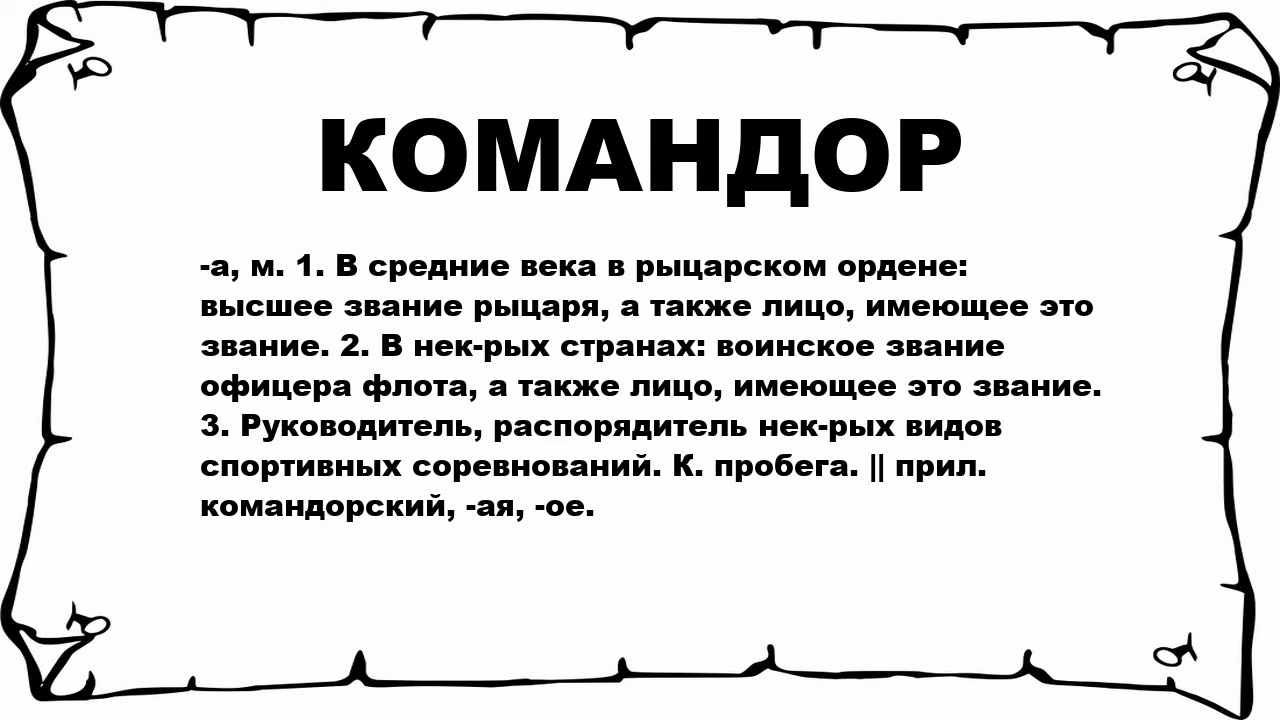 КОМАНДОР
-а, м. 1. В средние века в рыцарском ордене:
высшее звание рыцаря, а также лицо, имеющее это
звание. 2. В нек-рых странах: воинское звание
офицера флота, а также лицо, имеющее это звание.
3. Руководитель, распорядитель нек-рых видов
спортивных соревнований. К. пробега. || прил.
командорский, -ая, -ое.